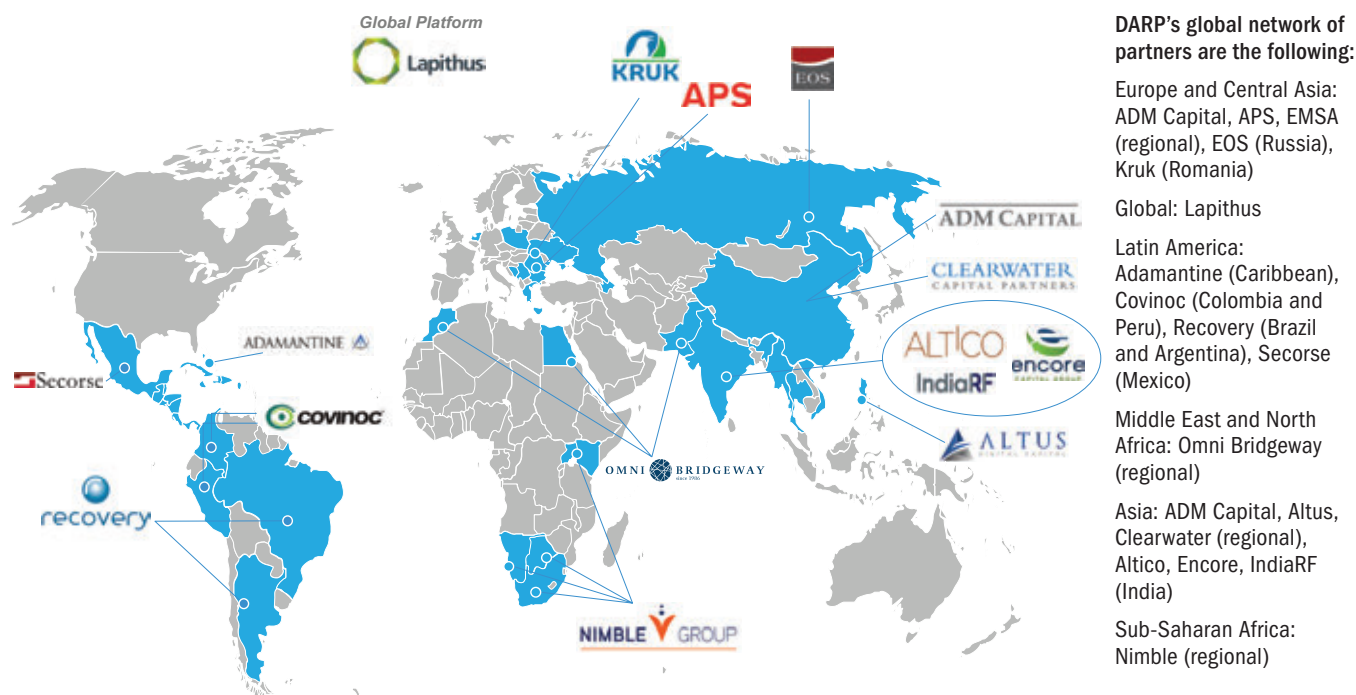 Global Platform
Lapithus
KRUK
APS
EOS
ADM CAPITAL
CLEARWATER
CAPITAL PARTNERS
ALTICO
encore
CAPITAL GROUP
IndiaRF
ALTUS
DIGITAL CAPITAL
ADAMANTINE
Secorse
COVINOC
recovery
OMNI BRIDGEWAY
since 1986
NIMBLE GROUP
DARP’s global network of
partners are the following:
Europe and Central Asia:
ADM Capital, APS, EMSA
(regional), EOS (Russia),
Kruk (Romania)
Global: Lapithus
Latin America:
Adamantine (Caribbean),
Covinoc (Colombia and
Peru), Recovery (Brazil
and Argentina), Secorse
(Mexico)
Middle East and North
Africa: Omni Bridgeway
(regional)
Asia: ADM Capital, Altus,
Clearwater (regional),
Altico, Encore, IndiaRF
(India)
Sub-Saharan Africa:
Nimble (regional)